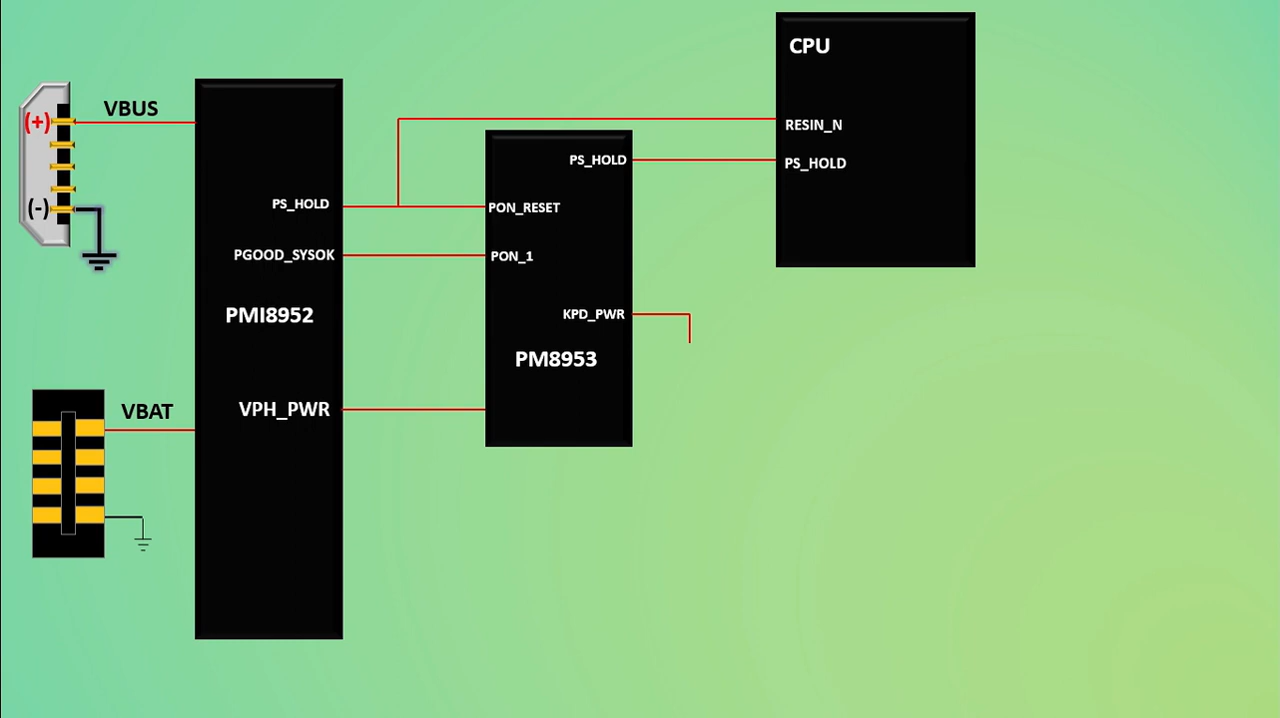 CPU
VBUS
(+)
RESIN_N
PS_HOLD
PS_HOLD
PS_HOLD
PON_RESET
(-)
PGOOD_SYSOK
PON_1
PMI8952
KPD_PWR
PM8953
VBAT
VPH_PWR